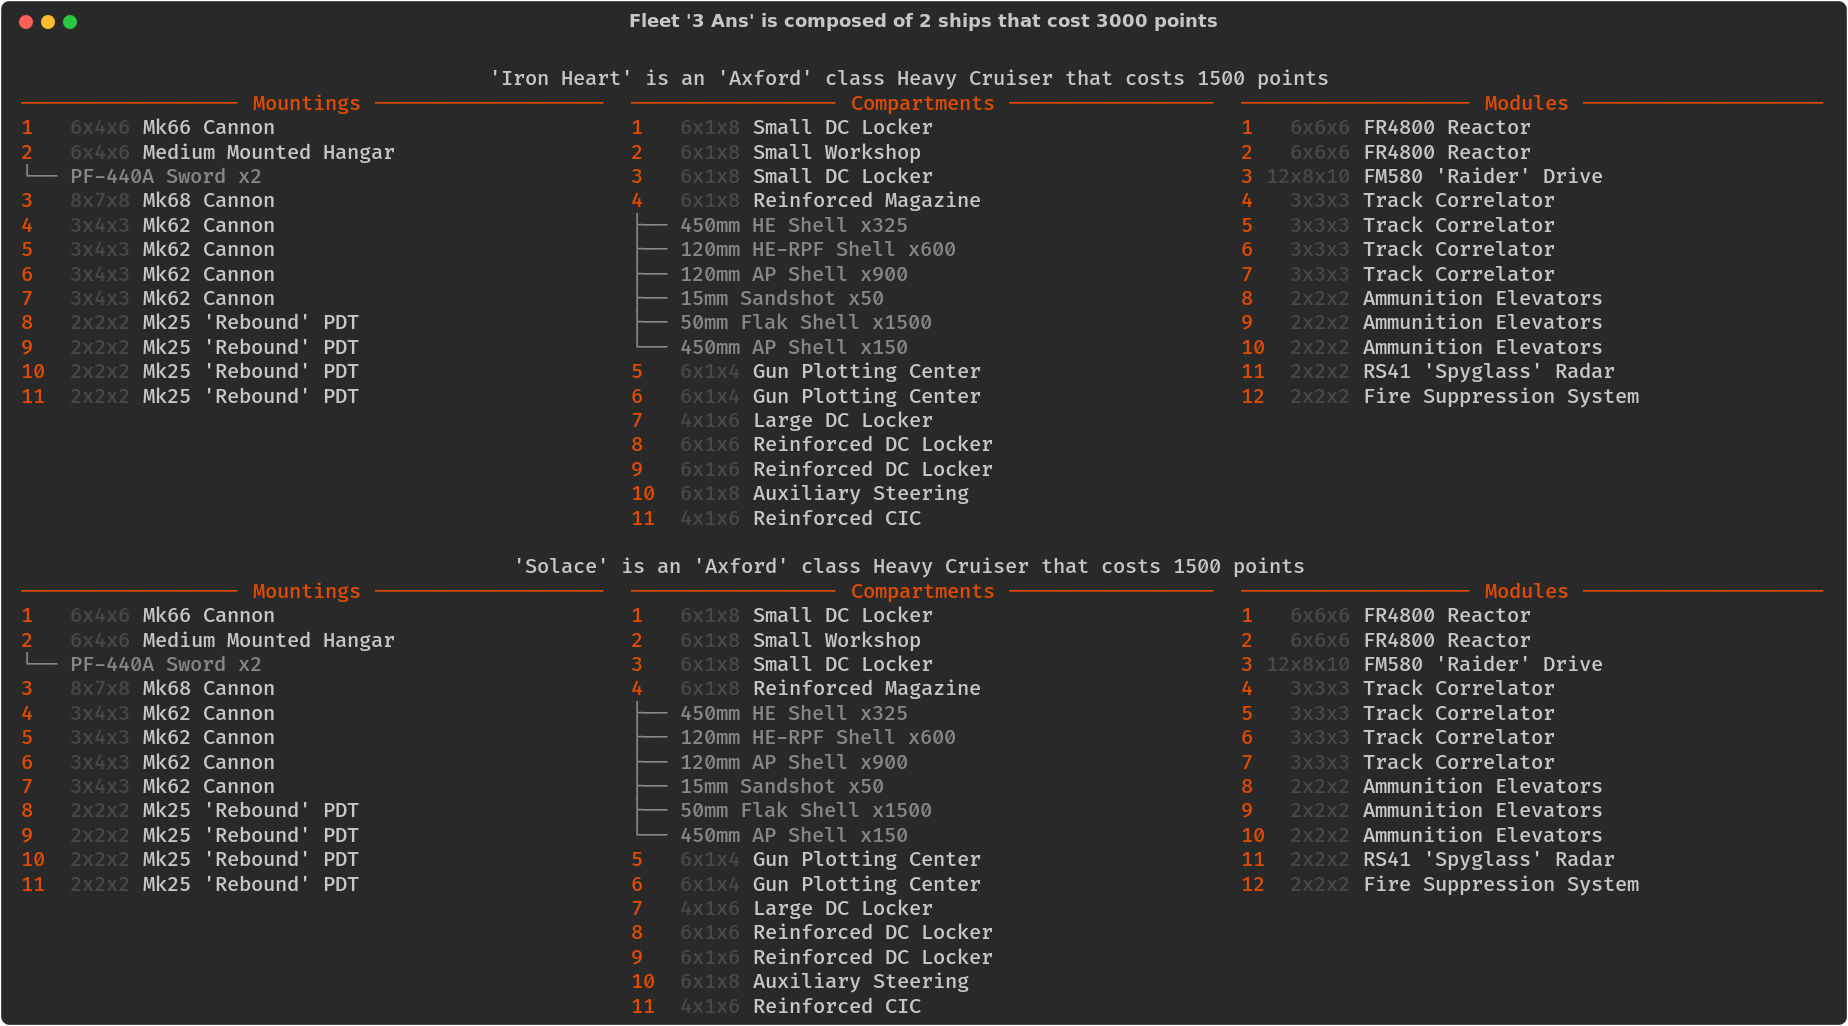 Fleet '3 Ans' is composed of 2 ships that cost 3000 points
'Iron Heart' is an 'Axford' class Heavy Cruiser that costs 1500 points
Mountings Compartments Modules
1 6x4x6 Mk66 Cannon 1 6x1x8 Small DC Locker 1 6x6x6 FR4800 Reactor
2 6x4x6 Medium Mounted Hangar 2 6x1x8 Small Workshop 2 6x6x6 FR4800 Reactor
└── PF-440A Sword x2 3 6x1x8 Small DC Locker 3 12x8x10 FM580 'Raider' Drive
3 8x7x8 Mk68 Cannon 4 6x1x8 Reinforced Magazine 4 3x3x3 Track Correlator
4 3x4x3 Mk62 Cannon ├── 450mm HE Shell x325 5 3x3x3 Track Correlator
5 3x4x3 Mk62 Cannon ├── 120mm HE-RPF Shell x600 6 3x3x3 Track Correlator
6 3x4x3 Mk62 Cannon ├── 120mm AP Shell x900 7 3x3x3 Track Correlator
7 3x4x3 Mk62 Cannon ├── 15mm Sandshot x50 8 2x2x2 Ammunition Elevators
8 2x2x2 Mk25 'Rebound' PDT ├── 50mm Flak Shell x1500 9 2x2x2 Ammunition Elevators
9 2x2x2 Mk25 'Rebound' PDT └── 450mm AP Shell x150 10 2x2x2 Ammunition Elevators
10 2x2x2 Mk25 'Rebound' PDT 5 6x1x4 Gun Plotting Center 11 2x2x2 RS41 'Spyglass' Radar
11 2x2x2 Mk25 'Rebound' PDT 6 6x1x4 Gun Plotting Center 12 2x2x2 Fire Suppression System
7 4x1x6 Large DC Locker
8 6x1x6 Reinforced DC Locker
9 6x1x6 Reinforced DC Locker
10 6x1x8 Auxiliary Steering
11 4x1x6 Reinforced CIC
'Solace' is an 'Axford' class Heavy Cruiser that costs 1500 points
Mountings Compartments Modules
1 6x4x6 Mk66 Cannon 1 6x1x8 Small DC Locker 1 6x6x6 FR4800 Reactor
2 6x4x6 Medium Mounted Hangar 2 6x1x8 Small Workshop 2 6x6x6 FR4800 Reactor
└── PF-440A Sword x2 3 6x1x8 Small DC Locker 3 12x8x10 FM580 'Raider' Drive
3 8x7x8 Mk68 Cannon 4 6x1x8 Reinforced Magazine 4 3x3x3 Track Correlator
4 3x4x3 Mk62 Cannon ├── 450mm HE Shell x325 5 3x3x3 Track Correlator
5 3x4x3 Mk62 Cannon ├── 120mm HE-RPF Shell x600 6 3x3x3 Track Correlator
6 3x4x3 Mk62 Cannon ├── 120mm AP Shell x900 7 3x3x3 Track Correlator
7 3x4x3 Mk62 Cannon ├── 15mm Sandshot x50 8 2x2x2 Ammunition Elevators
8 2x2x2 Mk25 'Rebound' PDT ├── 50mm Flak Shell x1500 9 2x2x2 Ammunition Elevators
9 2x2x2 Mk25 'Rebound' PDT └── 450mm AP Shell x150 10 2x2x2 Ammunition Elevators
10 2x2x2 Mk25 'Rebound' PDT 5 6x1x4 Gun Plotting Center 11 2x2x2 RS41 'Spyglass' Radar
11 2x2x2 Mk25 'Rebound' PDT 6 6x1x4 Gun Plotting Center 12 2x2x2 Fire Suppression System
7 4x1x6 Large DC Locker
8 6x1x6 Reinforced DC Locker
9 6x1x6 Reinforced DC Locker
10 6x1x8 Auxiliary Steering
11 4x1x6 Reinforced CIC